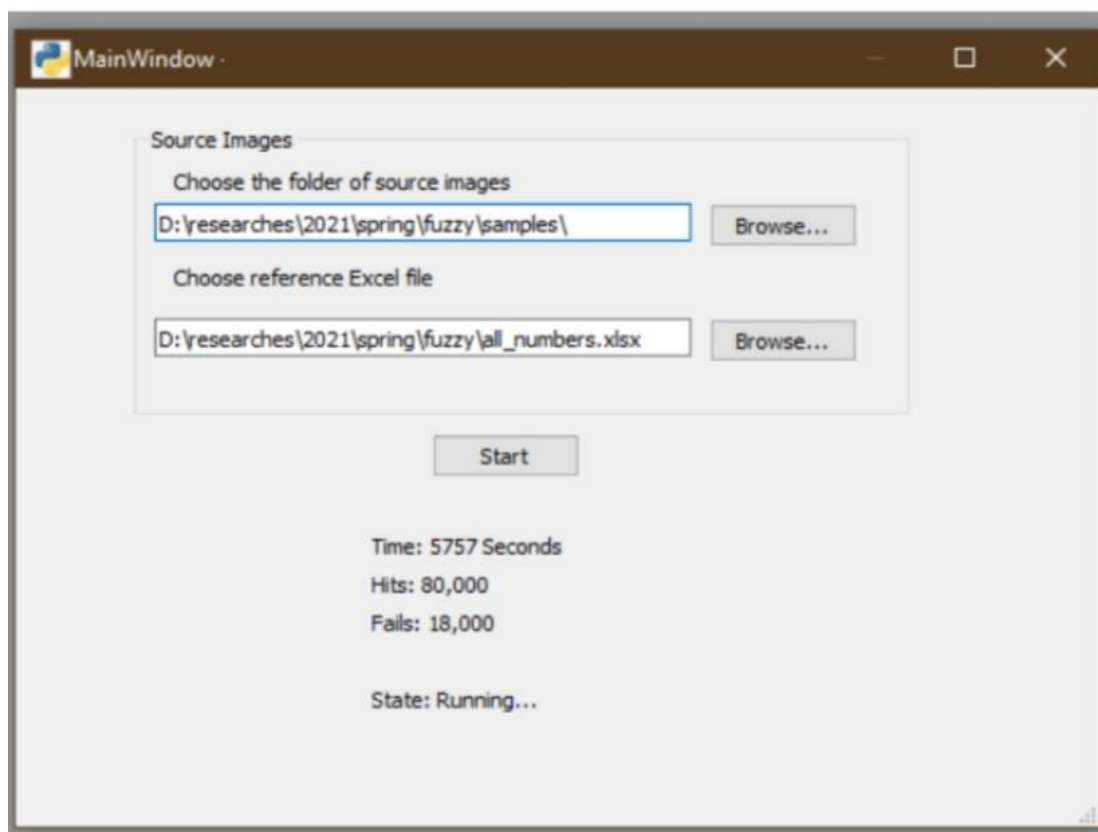 MainWindow -
Source Images
Choose the folder of source images
D:\researches\2021\spring\fuzzy\samples\
Browse...
Choose reference Excel file
D:\researches\2021\spring\fuzzy\all_numbers.xlsx
Browse...
Start
Time: 5757 Seconds
Hits: 80,000
Fails: 18,000
State: Running...